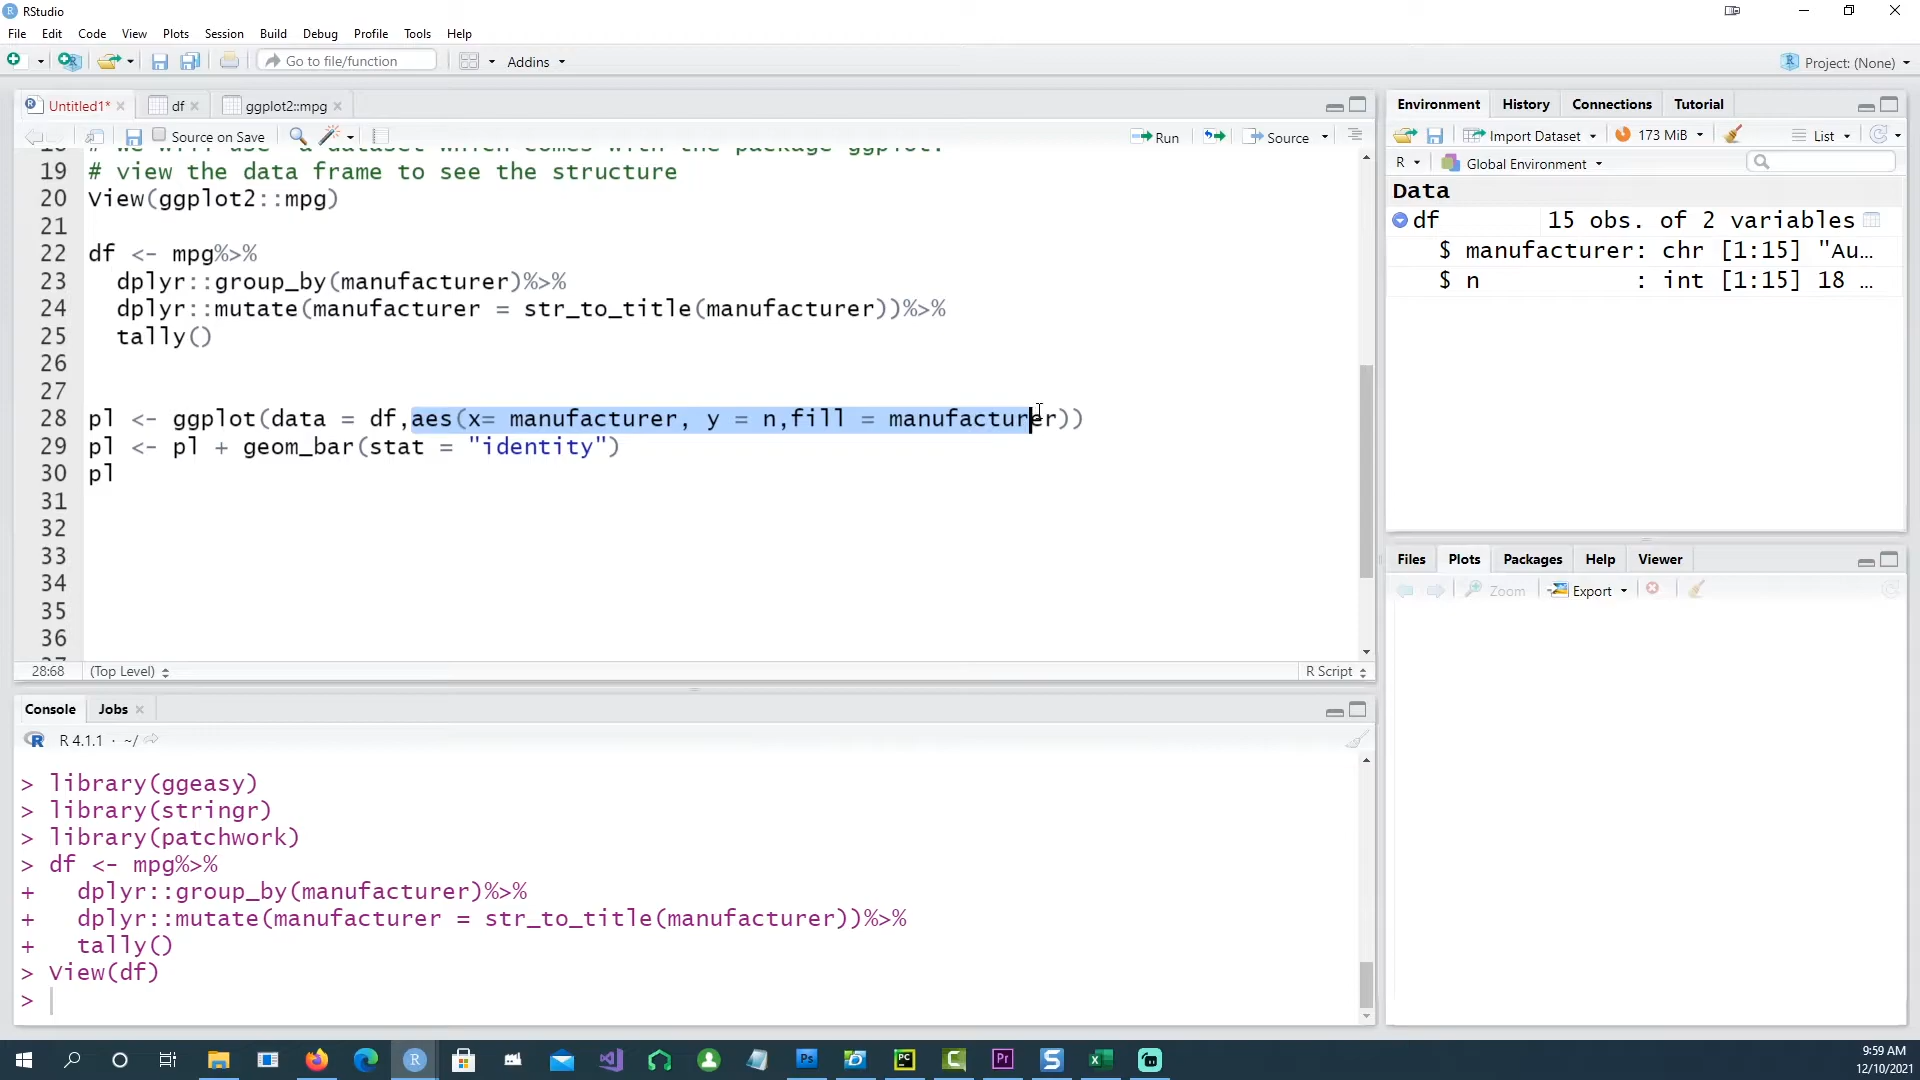 RStudio
File Edit Code View Plots Session Build Debug Profile Tools Help
Go to file/function Addins Project: (None)
Untitled1* df ggplot2::mpg
Source on Save Run Source
19 # view the data frame to see the structure
20 View(ggplot2::mpg)
21
22 df <- mpg%>%
23 dplyr::group_by(manufacturer)%>%
24 dplyr::mutate(manufacturer = str_to_title(manufacturer))%>%
25 tally()
26
27
28 pl <- ggplot(data = df,aes(x= manufacturer, y = n,fill = manufacturer))
29 pl <- pl + geom_bar(stat = "identity")
30 pl
31
32
33
34
35
36
28:68 (Top Level) R Script
Console Jobs
R 4.1.1 · ~/
> library(ggeasy)
> library(stringr)
> library(patchwork)
> df <- mpg%>%
+ dplyr::group_by(manufacturer)%>%
+ dplyr::mutate(manufacturer = str_to_title(manufacturer))%>%
+ tally()
> View(df)
>
Environment History Connections Tutorial
Import Dataset 173 MiB List
R Global Environment
Data
df 15 obs. of 2 variables
$ manufacturer: chr [1:15] "Au…
$ n : int [1:15] 18 …
Files Plots Packages Help Viewer
Zoom Export
9:59 AM
12/10/2021